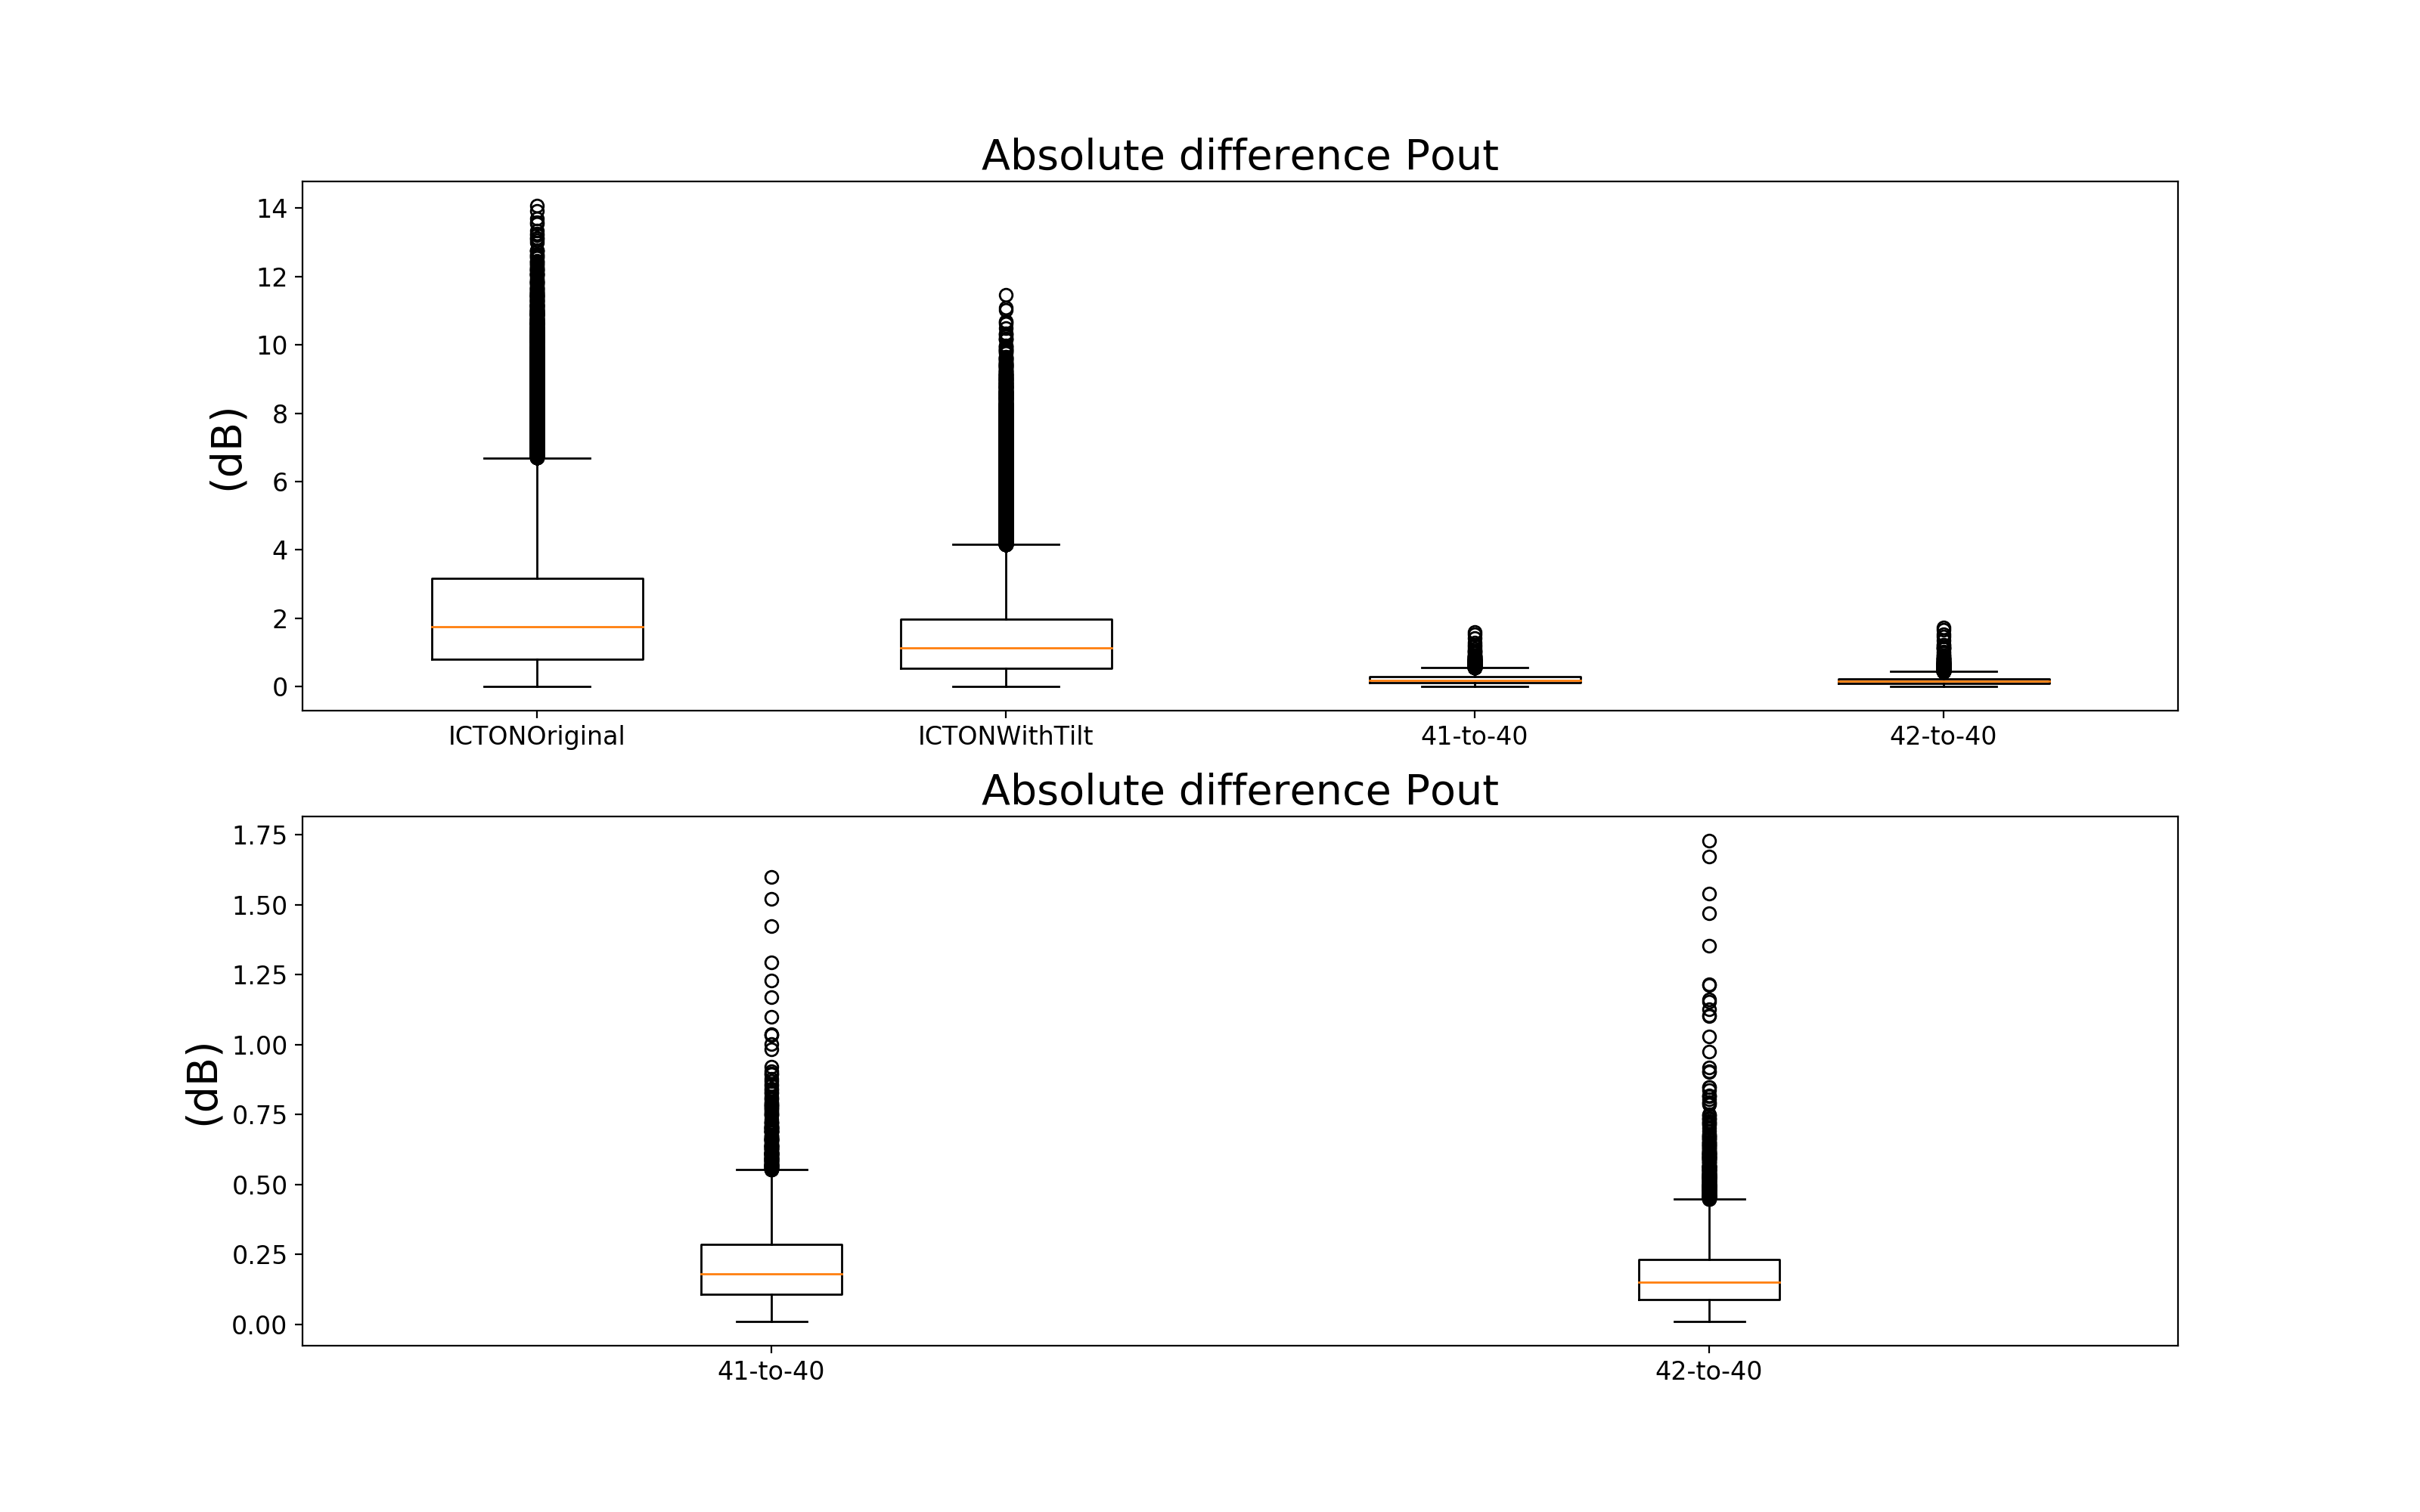 Absolute difference Pout
14
12
10
8
6
4
2
0
(dB)
ICTONOriginal ICTONWithTilt 41-to-40 42-to-40
Absolute difference Pout
1.75
1.50
1.25
1.00
0.75
0.50
0.25
0.00
(dB)
41-to-40 42-to-40